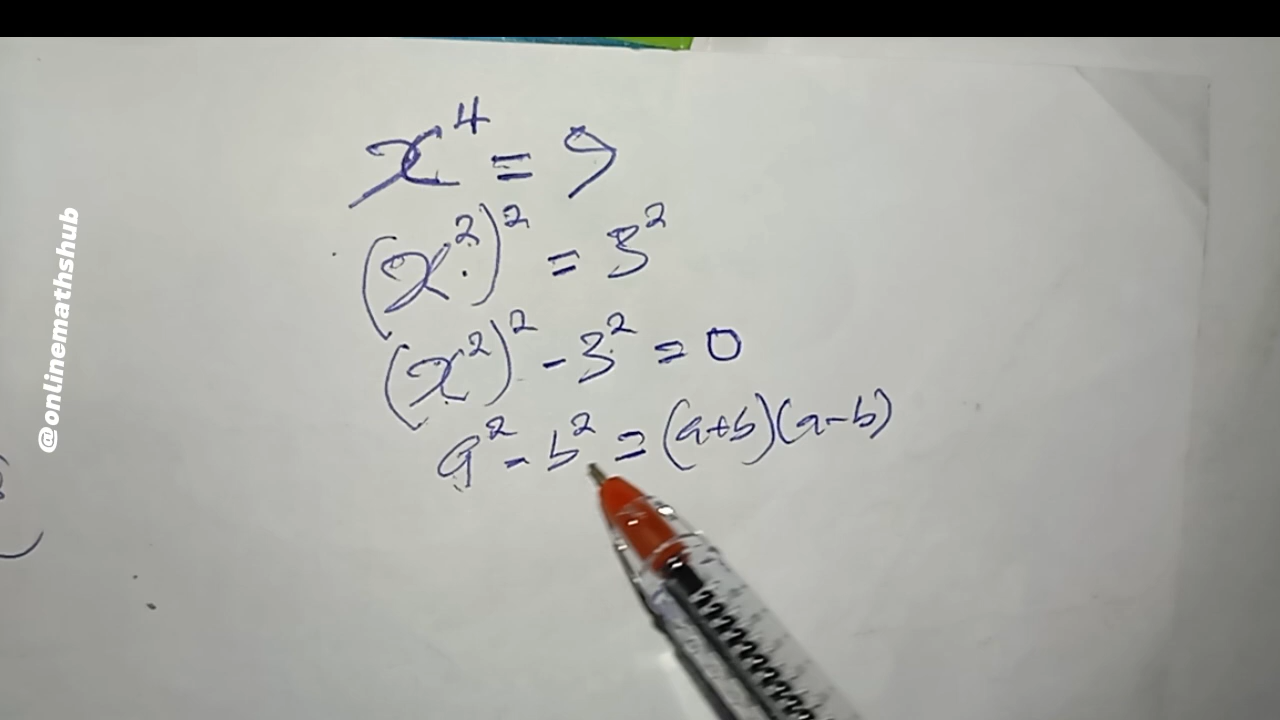 @onlinemathshub
x⁴ = 9
(x²)² = 3²
(x²)² - 3² = 0
a² - b² = (a+b)(a-b)